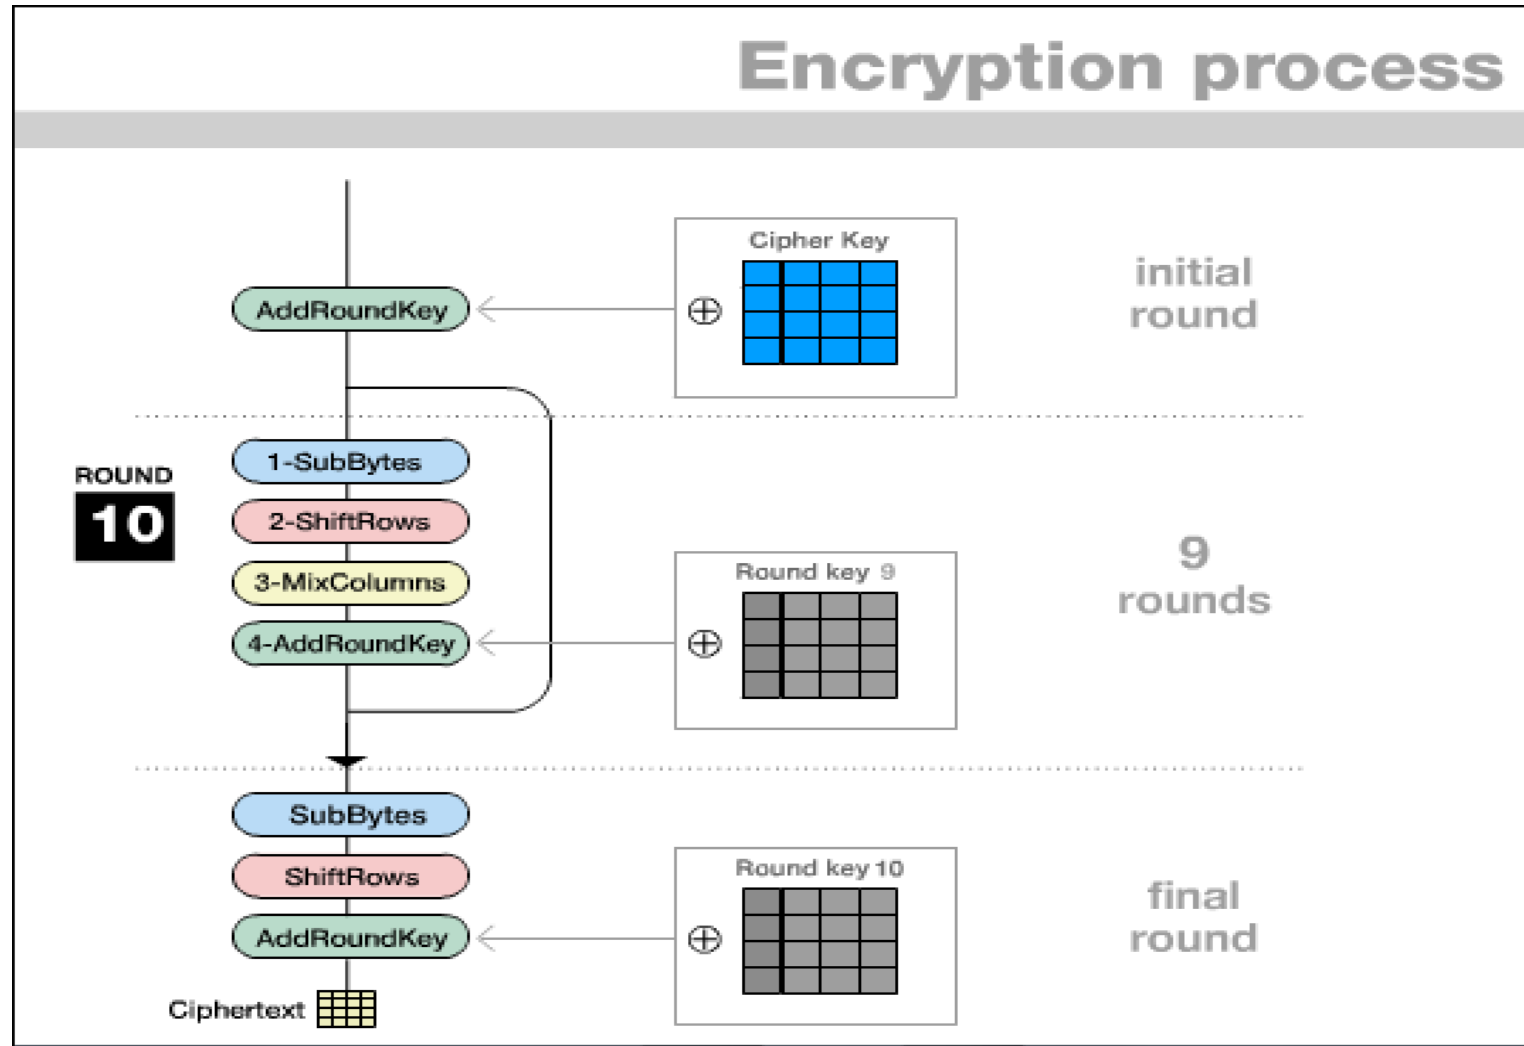 Encryption process
Cipher Key
initial
round
AddRoundKey
ROUND
10
1-SubBytes
2-ShiftRows
3-MixColumns
4-AddRoundKey
Round key 9
9
rounds
SubBytes
ShiftRows
AddRoundKey
Round key 10
final
round
Ciphertext